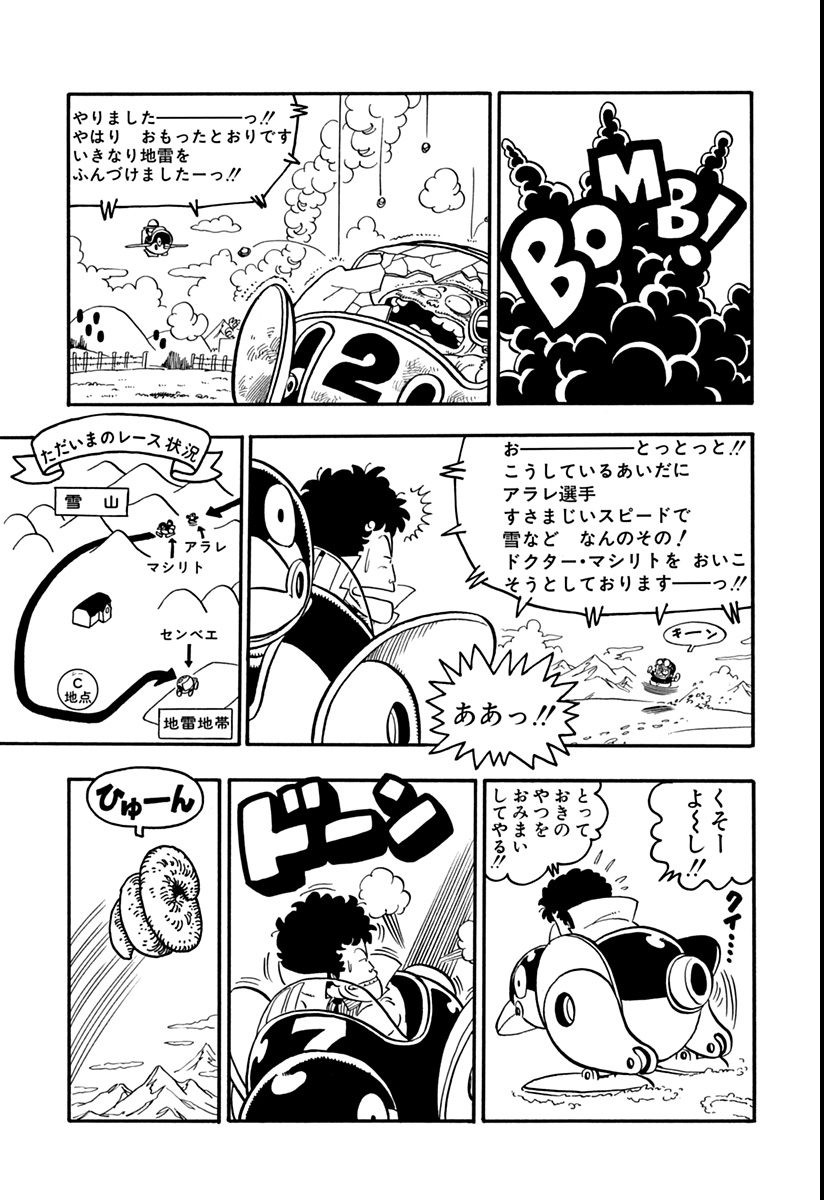 BOMB!
やりました―――――っ!!
やはり　おもったとおりです
いきなり地雷を
ふんづけましたーっ!!
12
お―――――とっとっと!!
こうしているあいだに
アラレ選手
すさまじいスピードで
雪など　なんのその!
ドクター・マシリトを おいこ
そうとしております――っ!!
キーン
ああっ!!
ただいまのレース状況
雪山
アラレ
マシリト
センベエ
C
地点
地雷地帯
くそー
よ〜し!!
とって
おきの
やつを
おみまい
してやる!!
クイ…
ドーン
7
ひゅーん